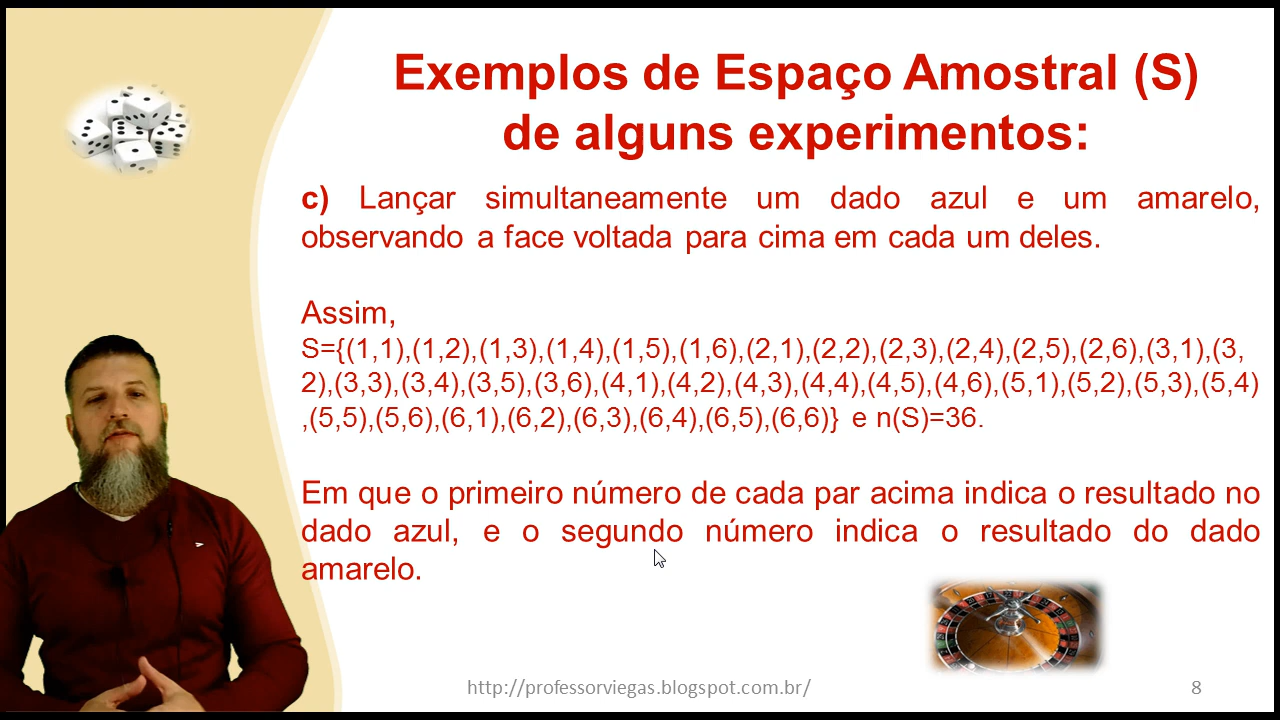 Exemplos de Espaço Amostral (S)
de alguns experimentos:
c) Lançar simultaneamente um dado azul e um amarelo,
observando a face voltada para cima em cada um deles.
Assim,
S={(1,1),(1,2),(1,3),(1,4),(1,5),(1,6),(2,1),(2,2),(2,3),(2,4),(2,5),(2,6),(3,1),(3,
2),(3,3),(3,4),(3,5),(3,6),(4,1),(4,2),(4,3),(4,4),(4,5),(4,6),(5,1),(5,2),(5,3),(5,4)
,(5,5),(5,6),(6,1),(6,2),(6,3),(6,4),(6,5),(6,6)} e n(S)=36.
Em que o primeiro número de cada par acima indica o resultado no
dado azul, e o segundo número indica o resultado do dado
amarelo.
http://professorviegas.blogspot.com.br/
8